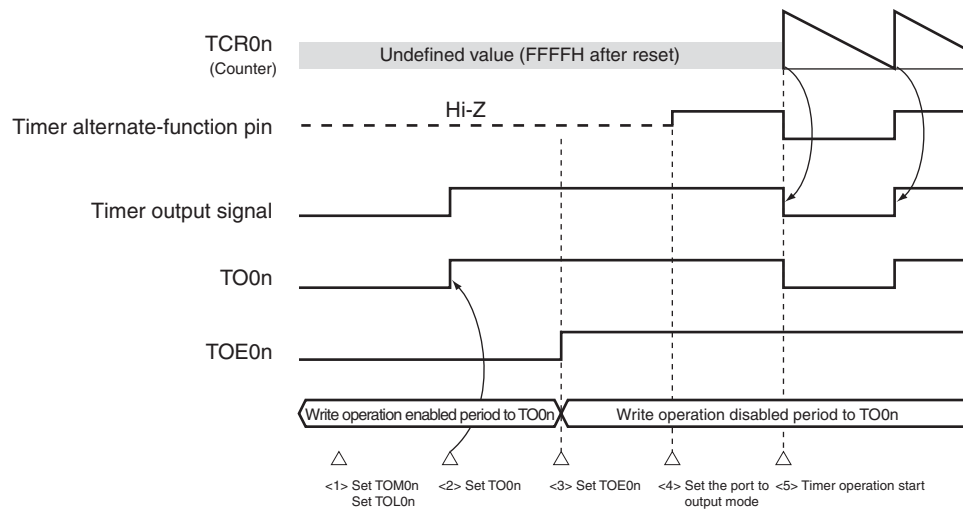 TCR0n
(Counter)
Undefined value (FFFFH after reset)
Timer alternate-function pin
Hi-Z
Timer output signal
TO0n
TOE0n
Write operation enabled period to TO0n
Write operation disabled period to TO0n
<1> Set TOM0n
Set TOL0n
<2> Set TO0n
<3> Set TOE0n
<4> Set the port to
output mode
<5> Timer operation start